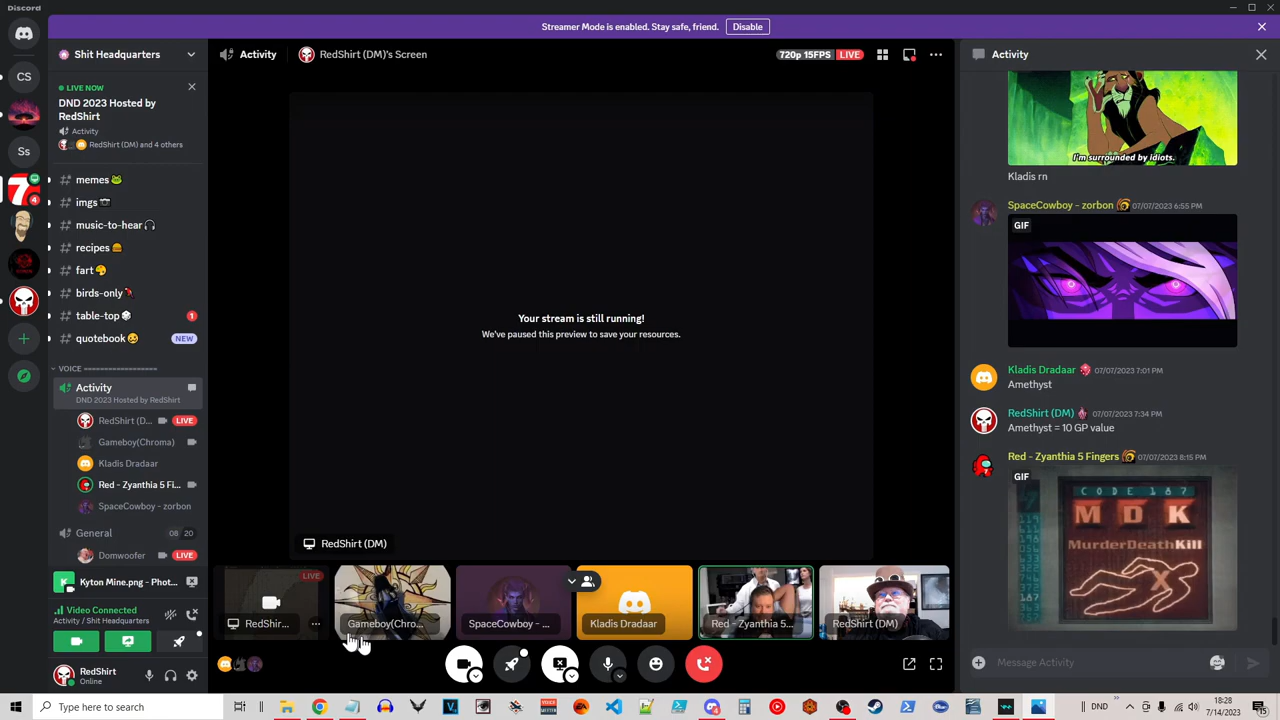 Discord
Streamer Mode is enabled. Stay safe, friend.
Disable
Shit Headquarters
Activity
RedShirt (DM)'s Screen
720p 15FPS
LIVE
Activity
CS
Ss
4
LIVE NOW
DND 2023 Hosted by
RedShirt
Activity
RedShirt (DM) and 4 others
memes
imgs
music-to-hear
recipes
fart
birds-only
table-top
1
quotebook
NEW
VOICE ==================
Activity
DND 2023 Hosted by RedShirt
RedShirt (D...
LIVE
Gameboy(Chroma)
Kladis Dradaar
Red - Zyanthia 5 Fi...
SpaceCowboy - zorbon
General
08
20
Domwoofer
LIVE
Kyton Mine.png - Phot...
Video Connected
Activity / Shit Headquarters
RedShirt
Online
Your stream is still running!
We've paused this preview to save your resources.
RedShirt (DM)
LIVE
RedShir...
Gameboy(Chro...
SpaceCowboy - ...
Kladis Dradaar
Red - Zyanthia 5...
RedShirt (DM)
I'm surrounded by idiots.
Kladis rn
SpaceCowboy - zorbon
07/07/2023 6:55 PM
GIF
Kladis Dradaar
07/07/2023 7:01 PM
Amethyst
RedShirt (DM)
07/07/2023 7:34 PM
Amethyst = 10 GP value
Red - Zyanthia 5 Fingers
07/07/2023 8:15 PM
GIF
CODE 187
MDK
MurderDeathKill
Message Activity
Type here to search
DND
18:28
7/14/2023
15